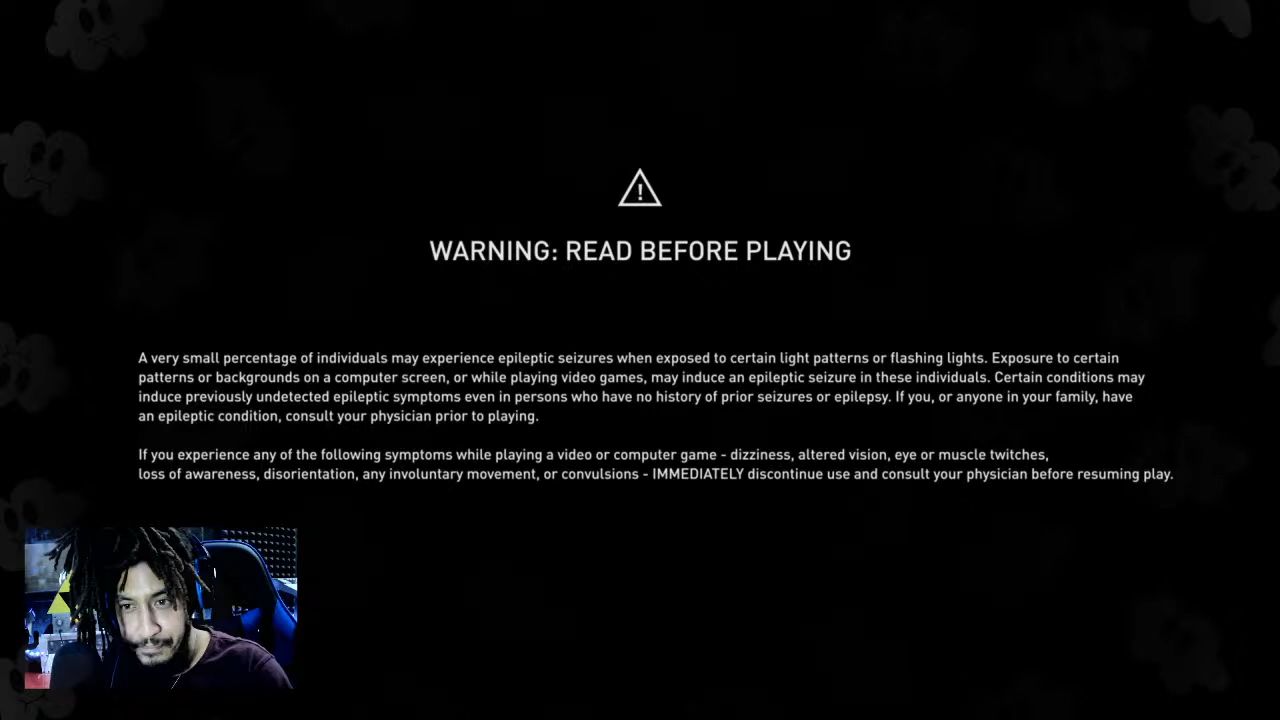 WARNING: READ BEFORE PLAYING
A very small percentage of individuals may experience epileptic seizures when exposed to certain light patterns or flashing lights. Exposure to certain
patterns or backgrounds on a computer screen, or while playing video games, may induce an epileptic seizure in these individuals. Certain conditions may
induce previously undetected epileptic symptoms even in persons who have no history of prior seizures or epilepsy. If you, or anyone in your family, have
an epileptic condition, consult your physician prior to playing.
If you experience any of the following symptoms while playing a video or computer game - dizziness, altered vision, eye or muscle twitches,
loss of awareness, disorientation, any involuntary movement, or convulsions - IMMEDIATELY discontinue use and consult your physician before resuming play.